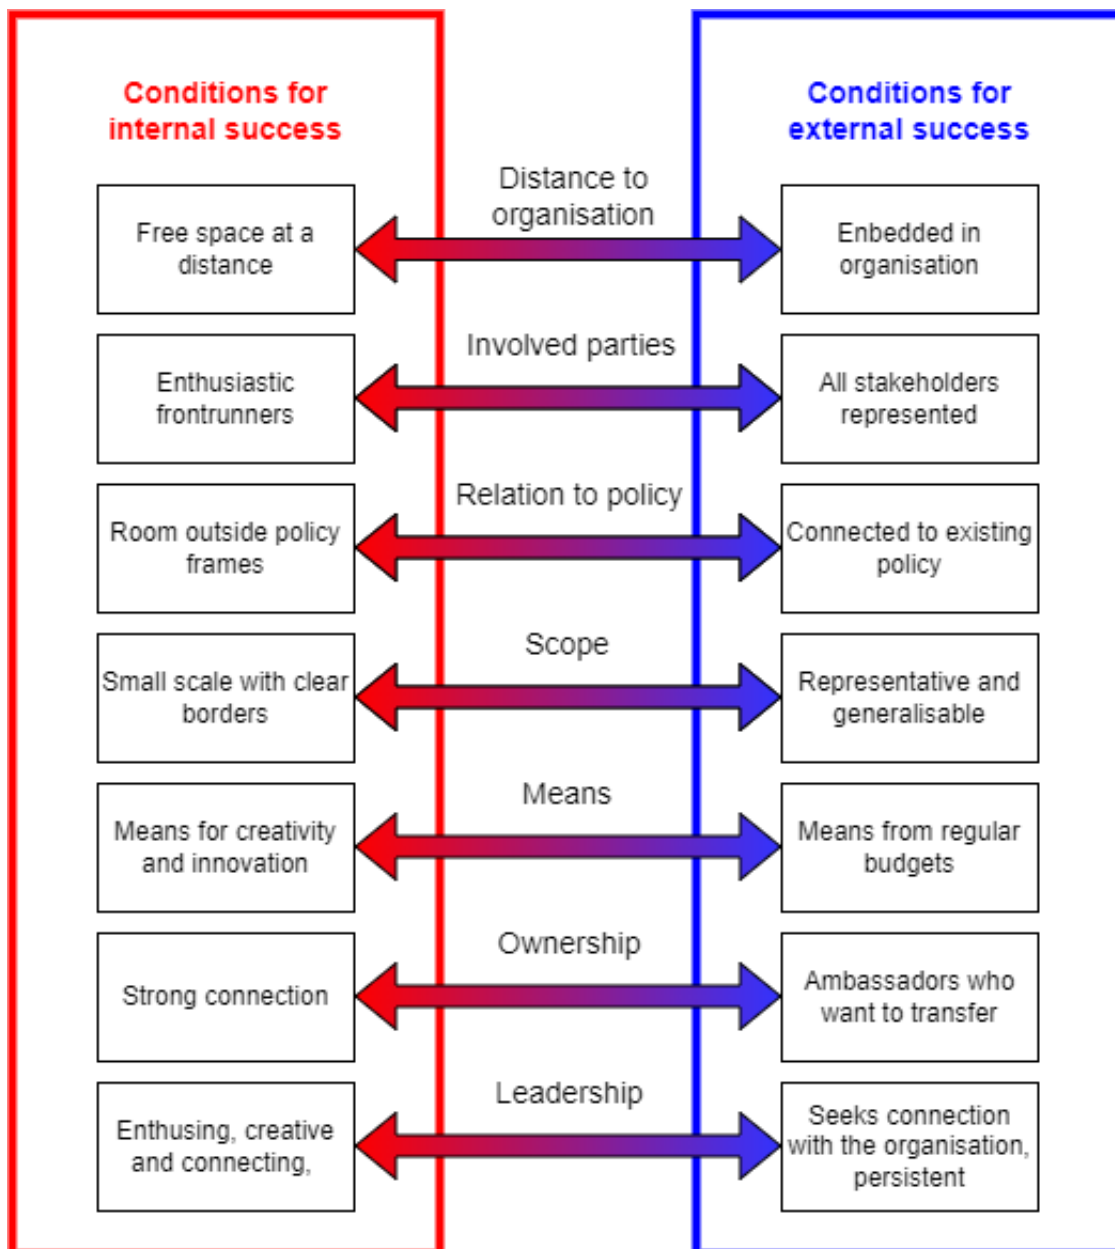 Conditions for
internal success
Conditions for
external success
Distance to
organisation
Free space at a
distance
Enbedded in
organisation
Involved parties
Enthusiastic
frontrunners
All stakeholders
represented
Relation to policy
Room outside policy
frames
Connected to existing
policy
Scope
Small scale with clear
borders
Representative and
generalisable
Means
Means for creativity
and innovation
Means from regular
budgets
Ownership
Strong connection
Ambassadors who
want to transfer
Leadership
Enthusing, creative
and connecting,
Seeks connection
with the organisation,
persistent